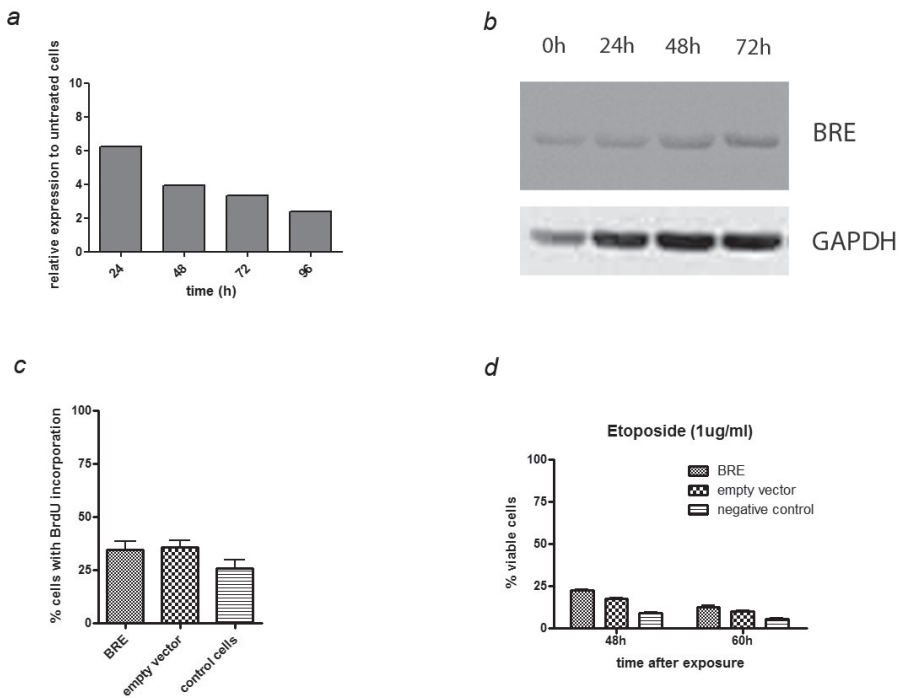 a
relative expression to untreated cells
10
8
6
4
2
0
24 48 72 96
time (h)
b
0h 24h 48h 72h
BRE
GAPDH
c
% cells with BrdU incorporation
100
75
50
25
0
BRE empty vector control cells
d
Etoposide (1ug/ml)
% viable cells
100
75
50
25
0
BRE
empty vector
negative control
48h 60h
time after exposure